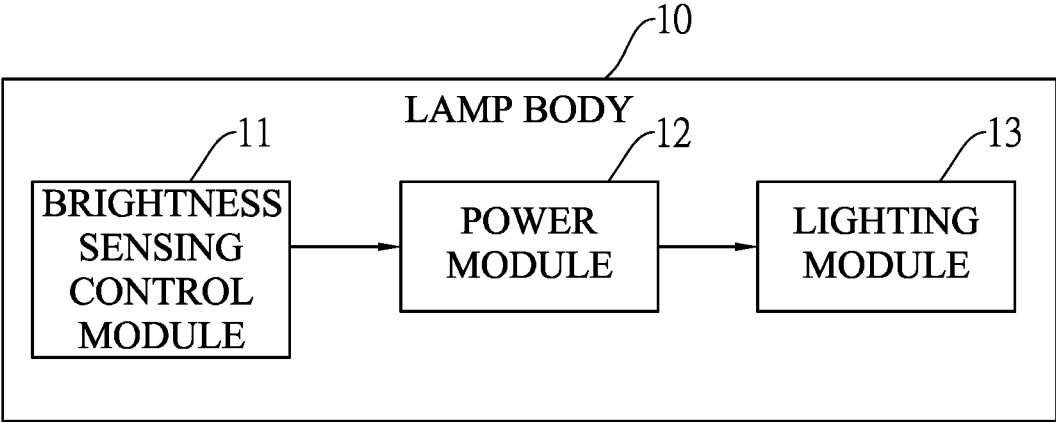 10
LAMP BODY
11
12
13
BRIGHTNESS
SENSING
CONTROL
MODULE
POWER
MODULE
LIGHTING
MODULE